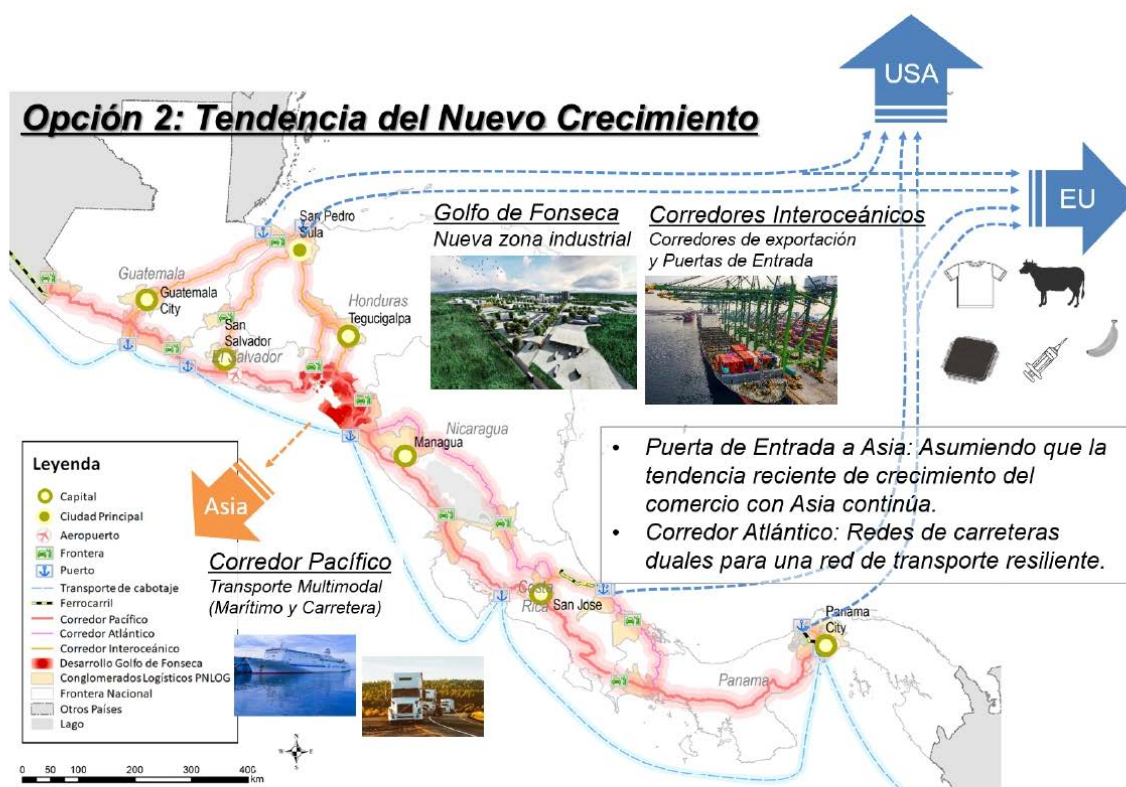 USA
Opción 2: Tendencia del Nuevo Crecimiento
EU
Golfo de Fonseca
Nueva zona industrial
Corredores Interoceánicos
Corredores de exportación
y Puertas de Entrada
San Pedro
Sula
Guatemala
Guatemala
City
Honduras
Tegucigalpa
San
Salvador
El Salvador
Nicaragua
Managua
• Puerta de Entrada a Asia: Asumiendo que la
tendencia reciente de crecimiento del
comercio con Asia continúa.
• Corredor Atlántico: Redes de carreteras
duales para una red de transporte resiliente.
Asia
Corredor Pacífico
Transporte Multimodal
(Marítimo y Carretera)
Costa
Rica
San Jose
Panama
City
Panama
Leyenda
Capital
Ciudad Principal
Aeropuerto
Frontera
Puerto
Transporte de cabotaje
Ferrocarril
Corredor Pacífico
Corredor Atlántico
Corredor Interoceánico
Desarrollo Golfo de Fonseca
Conglomerados Logísticos PNLOG
Frontera Nacional
Otros Países
Lago
N
W E
S
0 50 100 200 300 400
km